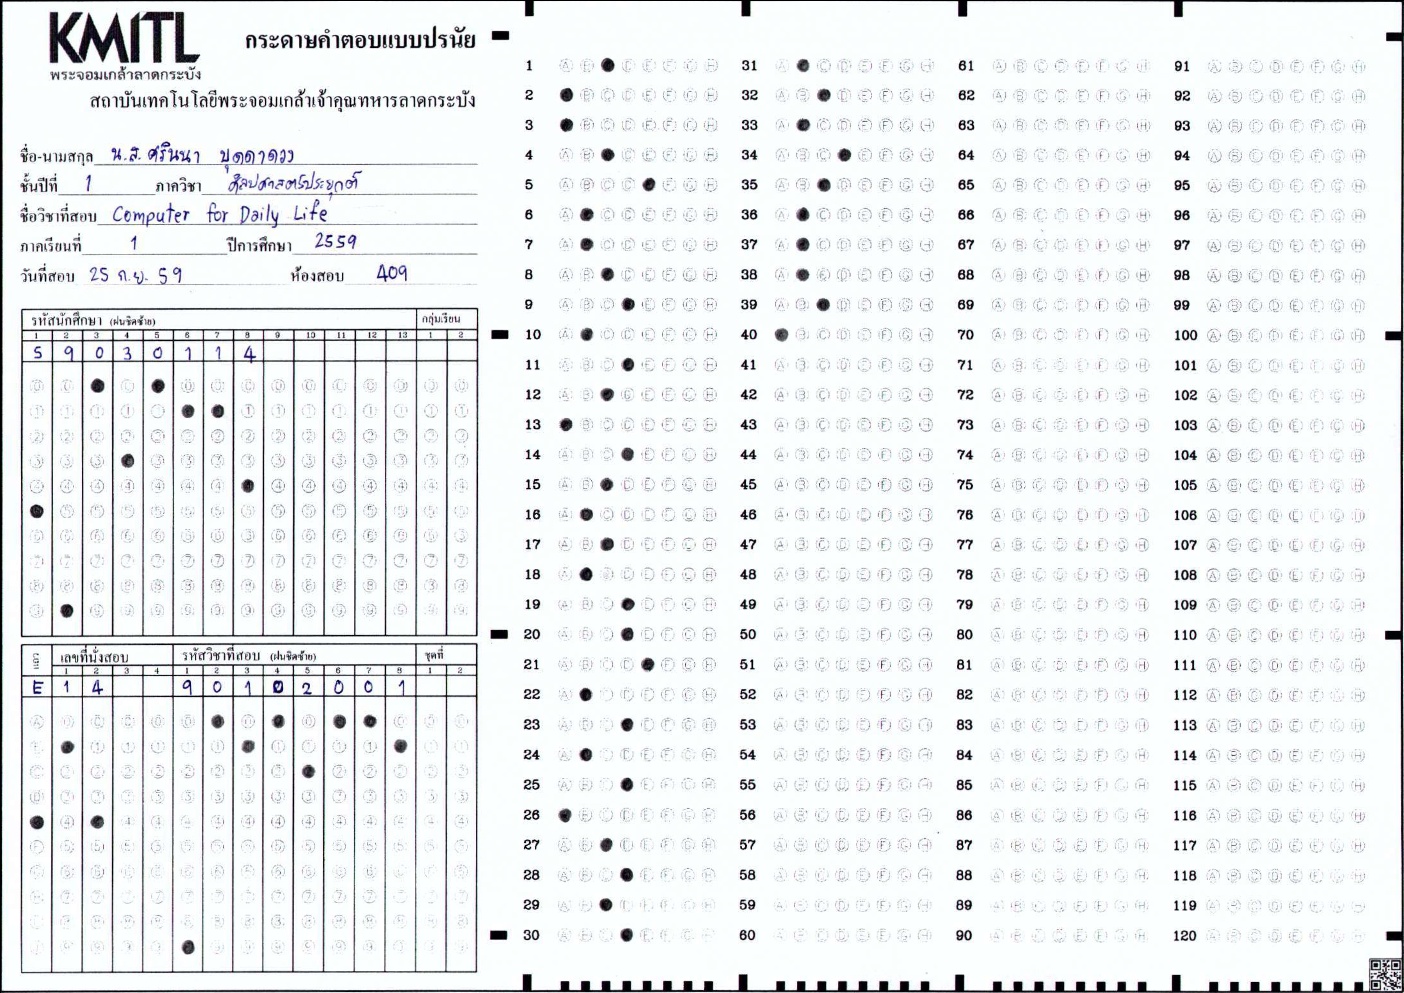 KMITL
พระจอมเกล้าลาดกระบัง
กระดาษคำตอบแบบปรนัย
สถาบันเทคโนโลยีพระจอมเกล้าเจ้าคุณทหารลาดกระบัง
ชื่อ-นามสกุล น.ส. ศรินนา บุดดาดวง
ชั้นปีที่ 1 ภาควิชา ศิลปศาสตร์ประยุกต์
ชื่อวิชาที่สอบ Computer for Daily Life
ภาคเรียนที่ 1 ปีการศึกษา 2559
วันที่สอบ 25 ก.ย. 59 ห้องสอบ 409
รหัสนักศึกษา (ฝนชิดซ้าย) กลุ่มเรียน
1 2 3 4 5 6 7 8 9 10 11 12 13 1 2
5 9 0 3 0 1 1 4
เลขที่นั่งสอบ รหัสวิชาที่สอบ (ฝนชิดซ้าย) ชุดที่
1 2 3 4 1 2 3 4 5 6 7 8 1 2
E 1 4 9 0 1 0 2 0 0 1
1 31 61 91
2 32 62 92
3 33 63 93
4 34 64 94
5 35 65 95
6 36 66 96
7 37 67 97
8 38 68 98
9 39 69 99
10 40 70 100
11 41 71 101
12 42 72 102
13 43 73 103
14 44 74 104
15 45 75 105
16 46 76 106
17 47 77 107
18 48 78 108
19 49 79 109
20 50 80 110
21 51 81 111
22 52 82 112
23 53 83 113
24 54 84 114
25 55 85 115
26 56 86 116
27 57 87 117
28 58 88 118
29 59 89 119
30 60 90 120